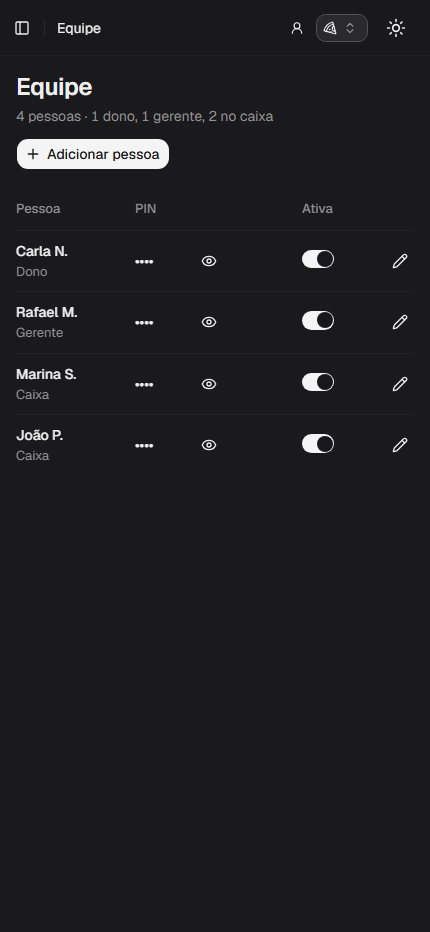 Equipe
Equipe
4 pessoas · 1 dono, 1 gerente, 2 no caixa
Adicionar pessoa
Pessoa PIN Ativa
Carla N.
Dono
••••
Rafael M.
Gerente
••••
Marina S.
Caixa
••••
João P.
Caixa
••••